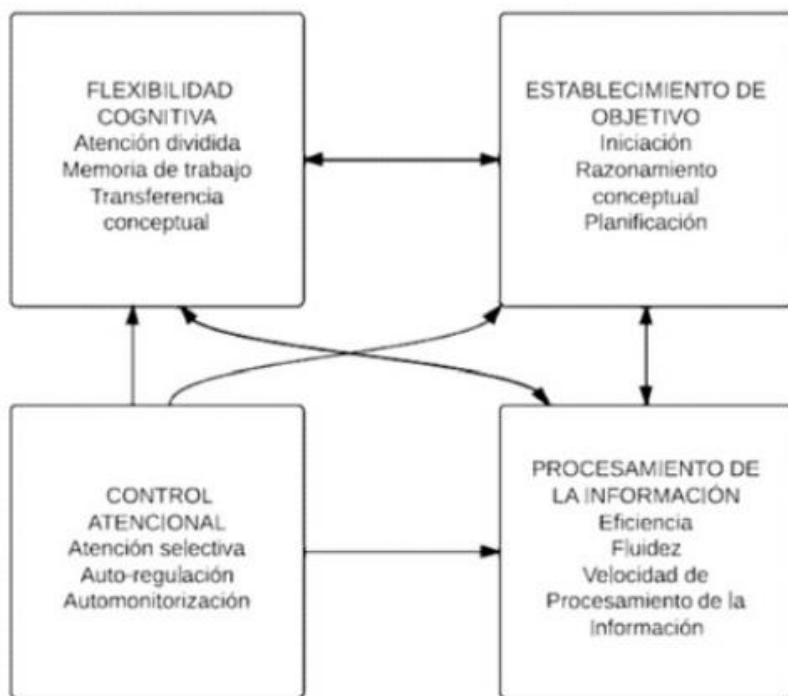 FLEXIBILIDAD
COGNITIVA
Atención dividida
Memoria de trabajo
Transferencia
conceptual
ESTABLECIMIENTO DE
OBJETIVO
Iniciación
Razonamiento
conceptual
Planificación
CONTROL
ATENCIONAL
Atención selectiva
Auto-regulación
Automonitorización
PROCESAMIENTO DE
LA INFORMACIÓN
Eficiencia
Fluidez
Velocidad de
Procesamiento de la
Información